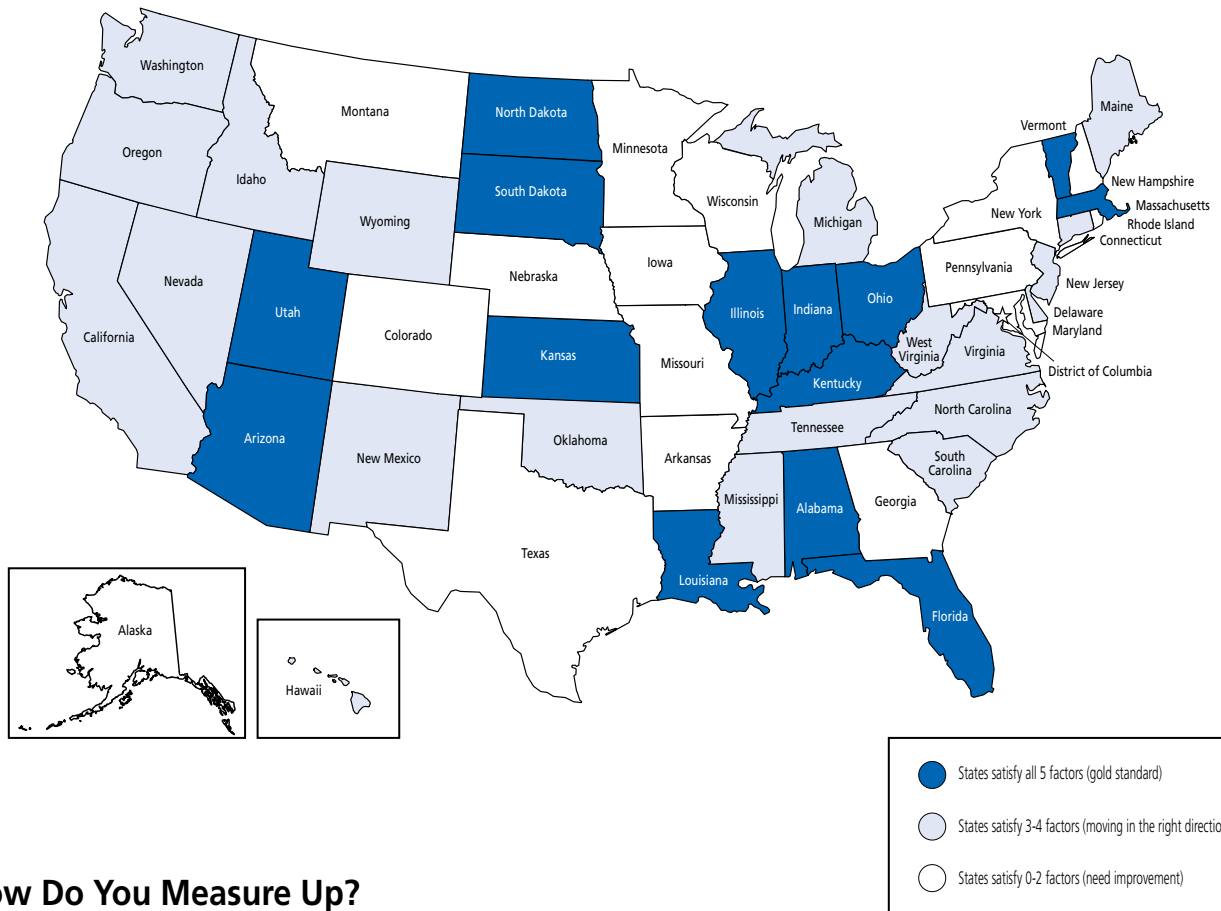 Washington
Montana
North Dakota
Minnesota
Maine
Vermont
Oregon
Idaho
South Dakota
Wisconsin
New Hampshire
Massachusetts
Wyoming
Michigan
New York
Rhode Island
Connecticut
Nevada
Nebraska
Iowa
Pennsylvania
New Jersey
California
Utah
Colorado
Kansas
Missouri
Illinois
Indiana
Ohio
Delaware
Maryland
West
Virginia
Virginia
District of Columbia
Kentucky
Arizona
New Mexico
Oklahoma
Arkansas
Tennessee
North Carolina
South
Carolina
Texas
Louisiana
Mississippi
Alabama
Georgia
Florida
Alaska
Hawaii
States satisfy all 5 factors (gold standard)
States satisfy 3-4 factors (moving in the right directio
States satisfy 0-2 factors (need improvement)
ow Do You Measure Up?